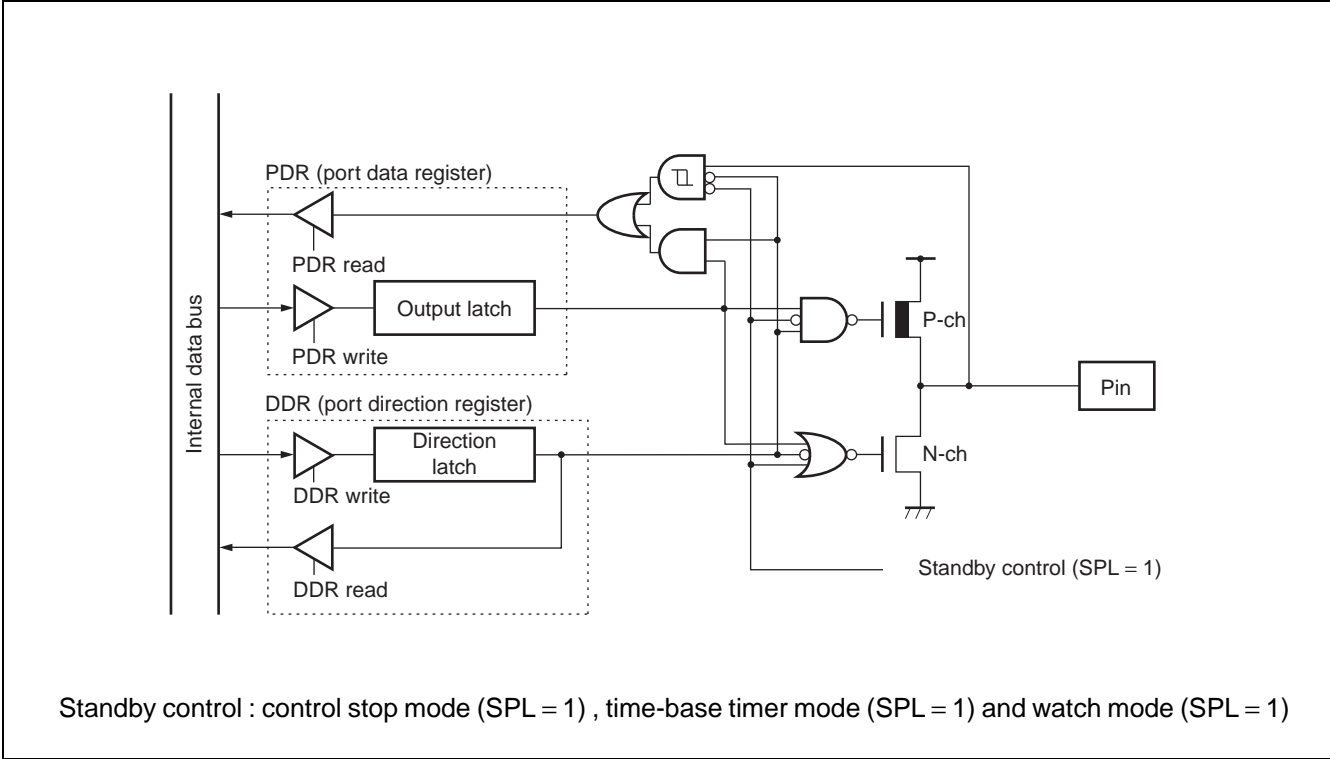 PDR (port data register)
PDR read
Output latch
PDR write
P-ch
Pin
Internal data bus
DDR (port direction register)
Direction
latch
N-ch
DDR write
DDR read
Standby control (SPL = 1)
Standby control : control stop mode (SPL = 1) , time-base timer mode (SPL = 1) and watch mode (SPL = 1)